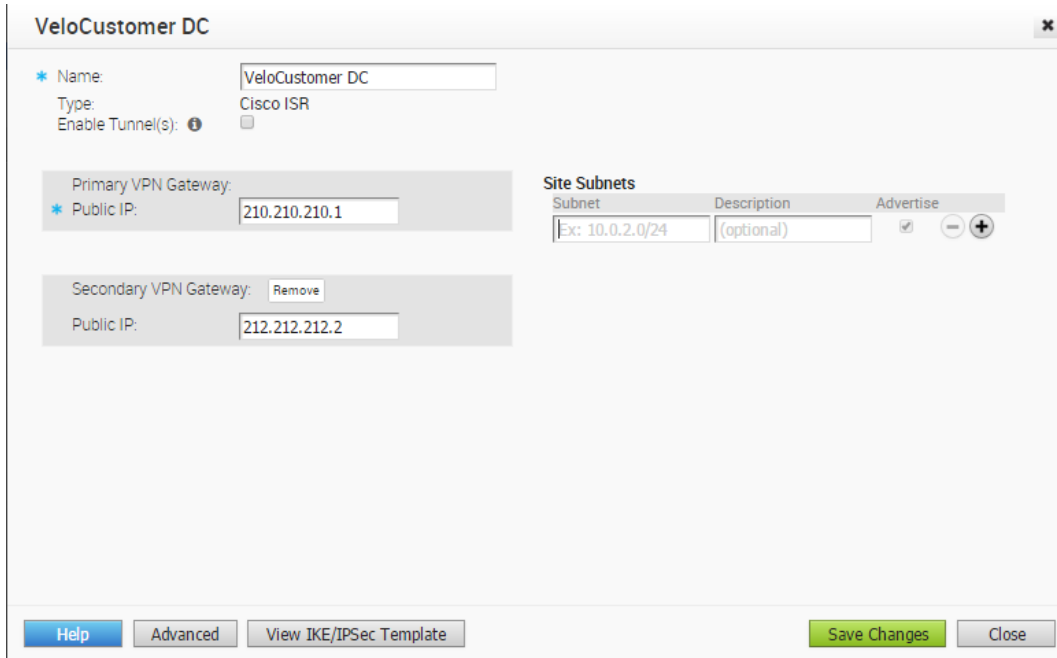 VeloCustomer DC
* Name: VeloCustomer DC
Type: Cisco ISR
Enable Tunnel(s):
Primary VPN Gateway:
* Public IP: 210.210.210.1
Secondary VPN Gateway: Remove
Public IP: 212.212.212.2
Site Subnets
Subnet Description Advertise
Ex: 10.0.2.0/24 (optional)
Help Advanced View IKE/IPSec Template Save Changes Close